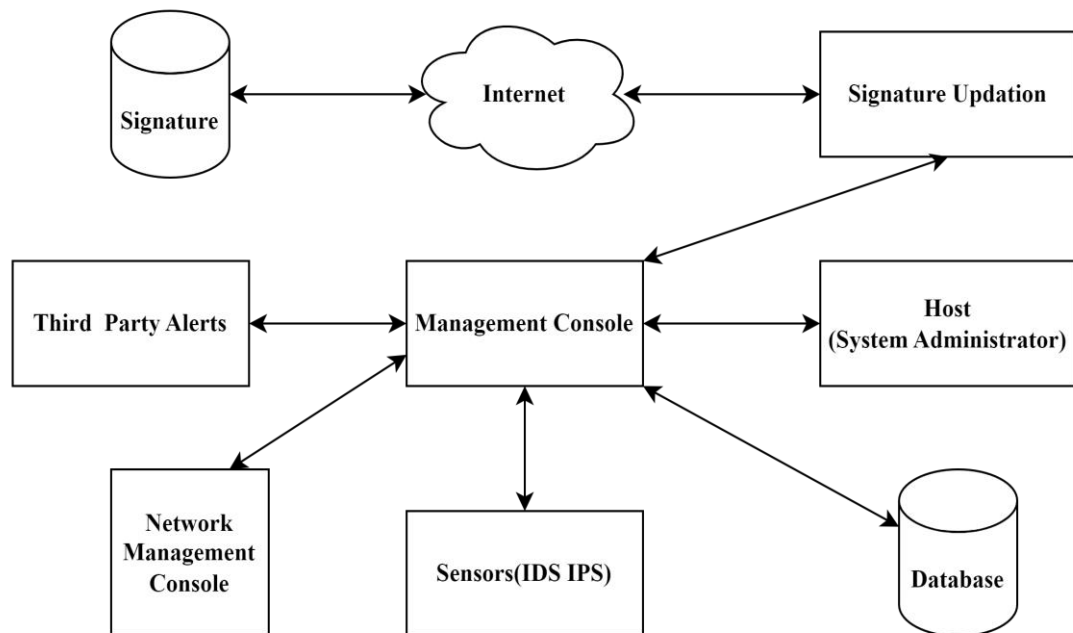 Signature
Internet
Signature Updation
Third Party Alerts
Management Console
Host
(System Administrator)
Network
Management
Console
Sensors(IDS IPS)
Database